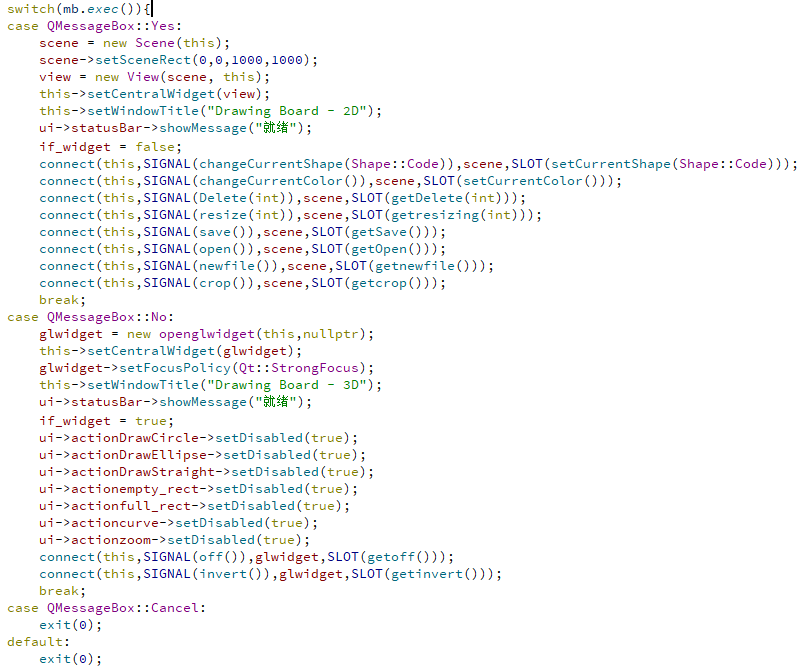 switch(mb.exec()){
case QMessageBox::Yes:
    scene = new Scene(this);
    scene->setSceneRect(0,0,1000,1000);
    view = new View(scene, this);
    this->setCentralWidget(view);
    this->setWindowTitle("Drawing Board - 2D");
    ui->statusBar->showMessage("就绪");
    if_widget = false;
    connect(this,SIGNAL(changeCurrentShape(Shape::Code)),scene,SLOT(setCurrentShape(Shape::Code)));
    connect(this,SIGNAL(changeCurrentColor()),scene,SLOT(setCurrentColor()));
    connect(this,SIGNAL(Delete(int)),scene,SLOT(getDelete(int)));
    connect(this,SIGNAL(resize(int)),scene,SLOT(getresizing(int)));
    connect(this,SIGNAL(save()),scene,SLOT(getSave()));
    connect(this,SIGNAL(open()),scene,SLOT(getOpen()));
    connect(this,SIGNAL(newfile()),scene,SLOT(getnewfile()));
    connect(this,SIGNAL(crop()),scene,SLOT(getcrop()));
    break;
case QMessageBox::No:
    glwidget = new openglwidget(this,nullptr);
    this->setCentralWidget(glwidget);
    glwidget->setFocusPolicy(Qt::StrongFocus);
    this->setWindowTitle("Drawing Board - 3D");
    ui->statusBar->showMessage("就绪");
    if_widget = true;
    ui->actionDrawCircle->setDisabled(true);
    ui->actionDrawEllipse->setDisabled(true);
    ui->actionDrawStraight->setDisabled(true);
    ui->actionempty_rect->setDisabled(true);
    ui->actionfull_rect->setDisabled(true);
    ui->actioncurve->setDisabled(true);
    ui->actionzoom->setDisabled(true);
    connect(this,SIGNAL(off()),glwidget,SLOT(getoff()));
    connect(this,SIGNAL(invert()),glwidget,SLOT(getinvert()));
    break;
case QMessageBox::Cancel:
    exit(0);
default:
    exit(0);